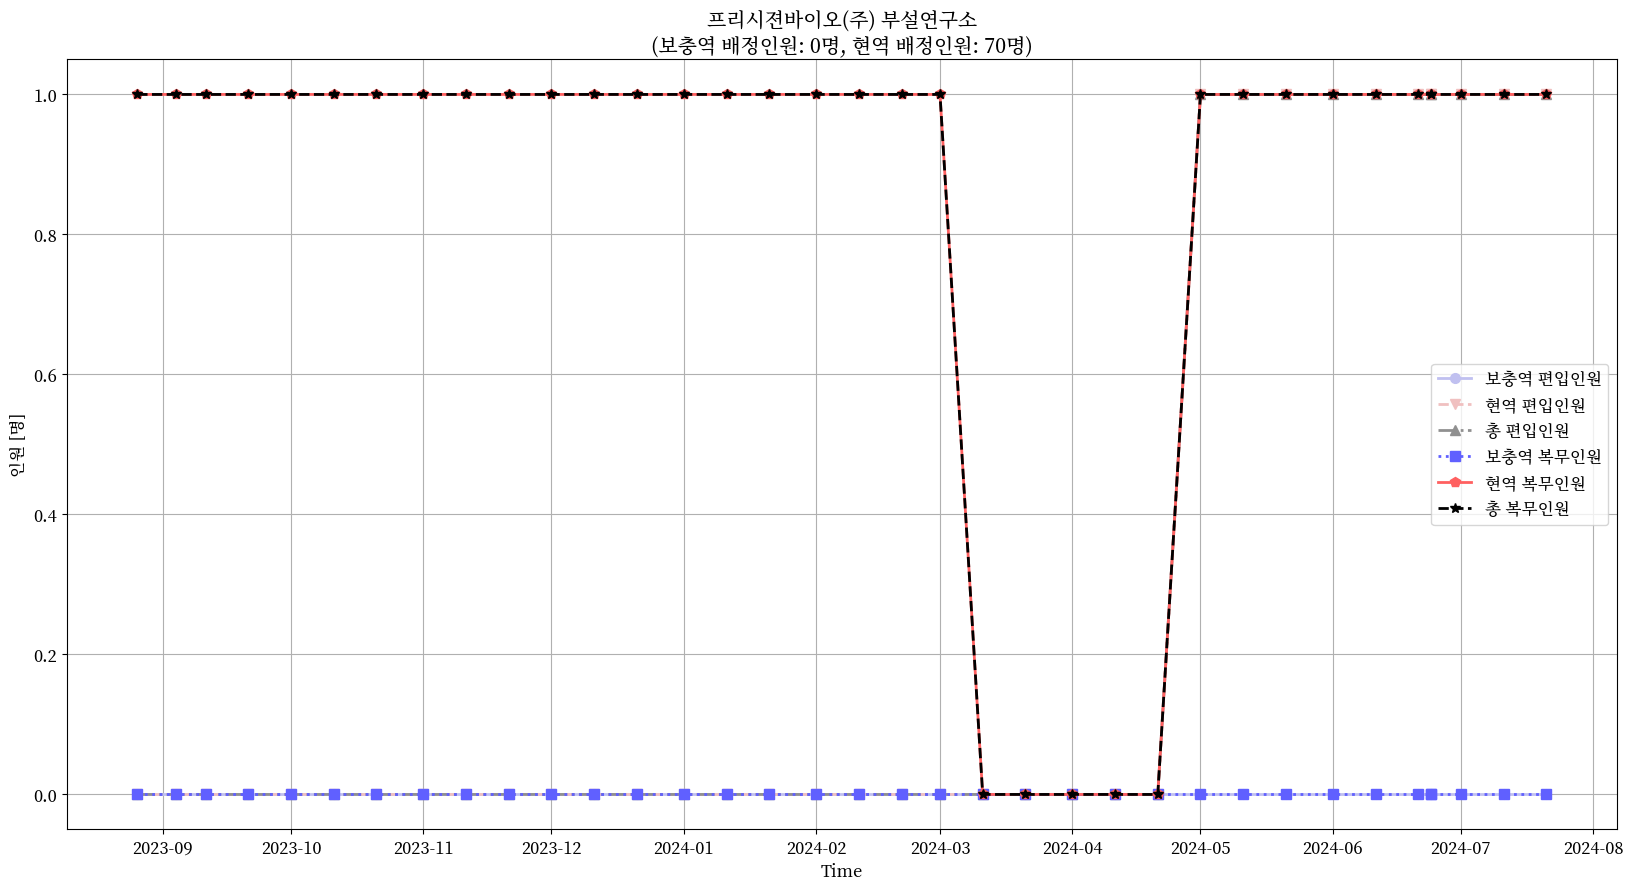 프리시젼바이오(주) 부설연구소
(보충역 배정인원: 0명, 현역 배정인원: 70명)
1.0
0.8
0.6
0.4
0.2
0.0
인원 [명]
보충역 편입인원
현역 편입인원
총 편입인원
보충역 복무인원
현역 복무인원
총 복무인원
2023-09 2023-10 2023-11 2023-12 2024-01 2024-02 2024-03 2024-04 2024-05 2024-06 2024-07 2024-08
Time